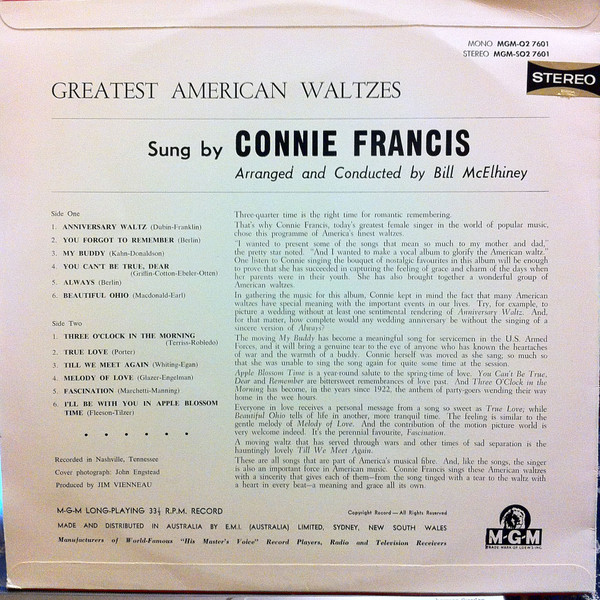 MONO MGM-O2 7601
STEREO MGM-SO2 7601
STEREO
GREATEST AMERICAN WALTZES
Sung by CONNIE FRANCIS
Arranged and Conducted by Bill McElhiney
Side One
1. ANNIVERSARY WALTZ (Dubin-Franklin)
2. YOU FORGOT TO REMEMBER (Berlin)
3. MY BUDDY (Kahn-Donaldson)
4. YOU CAN'T BE TRUE, DEAR
(Griffin-Cotton-Ebeler-Otten)
5. ALWAYS (Berlin)
6. BEAUTIFUL OHIO (Macdonald-Earl)
Side Two
1. THREE O'CLOCK IN THE MORNING
(Terriss-Robledo)
2. TRUE LOVE (Porter)
3. TILL WE MEET AGAIN (Whiting-Egan)
4. MELODY OF LOVE (Glazer-Engelman)
5. FASCINATION (Marchetti-Manning)
6. I'LL BE WITH YOU IN APPLE BLOSSOM
TIME (Fleeson-Tilzer)
Recorded in Nashville, Tennessee
Cover photograph: John Engstead
Produced by JIM VIENNEAU
Three-quarter time is the right time for romantic remembering.
That's why Connie Francis, today's greatest female singer in the world of popular music,
chose this programme of America's finest waltzes.
"I wanted to present some of the songs that mean so much to my mother and dad,"
the pretty star noted. "And I wanted to make a vocal album to glorify the American waltz."
One listen to Connie singing the bouquet of nostalgic favourites in this album will be enough
to prove that she has succeeded in capturing the feeling of grace and charm of the days when
her parents were in their youth. She has also brought together a wonderful group of
American waltzes.
In gathering the music for this album, Connie kept in mind the fact that many American
waltzes have special meaning with the important events in our lives. Try, for example, to
picture a wedding without at least one sentimental rendering of Anniversary Waltz. And,
for that matter, how complete would any wedding anniversary be without the singing of a
sincere version of Always?
The moving My Buddy has become a meaningful song for servicemen in the U.S. Armed
Forces, and it will bring a genuine tear to the eye of anyone who has known the heartaches
of war and the warmth of a buddy. Connie herself was moved as she sang, so much so
that she was unable to sing the song again for quite some time at the session.
Apple Blossom Time is a year-round salute to the spring-time of love. You Can't Be True,
Dear and Remember are bittersweet remembrances of love past. And Three O'Clock in the
Morning has become, in the years since 1922, the anthem of party-goers wending their way
home in the wee hours.
Everyone in love receives a personal message from a song so sweet as True Love; while
Beautiful Ohio tells of life in another, more tranquil time. The feeling is similar to the
gentle melody of Melody of Love. And the contribution of the motion picture world is
very welcome indeed. It's the perennial favourite, Fascination.
A moving waltz that has served through wars and other times of sad separation is the
hauntingly lovely Till We Meet Again.
These are all songs that are part of America's musical fibre. And, like the songs, the singer
is also an important force in American music. Connie Francis sings these American waltzes
with a sincerity that gives each of them—from the song tinged with a tear to the waltz with
a heart in every beat—a meaning and grace all its own.
M-G-M LONG-PLAYING 33⅓ R.P.M. RECORD
Copyright Record—All Rights Reserved
MADE AND DISTRIBUTED IN AUSTRALIA BY E.M.I. (AUSTRALIA) LIMITED, SYDNEY, NEW SOUTH WALES
Manufacturers of World-Famous "His Master's Voice" Record Players, Radio and Television Receivers
M-G-M
TRADE MARK OF LOEW'S INC.